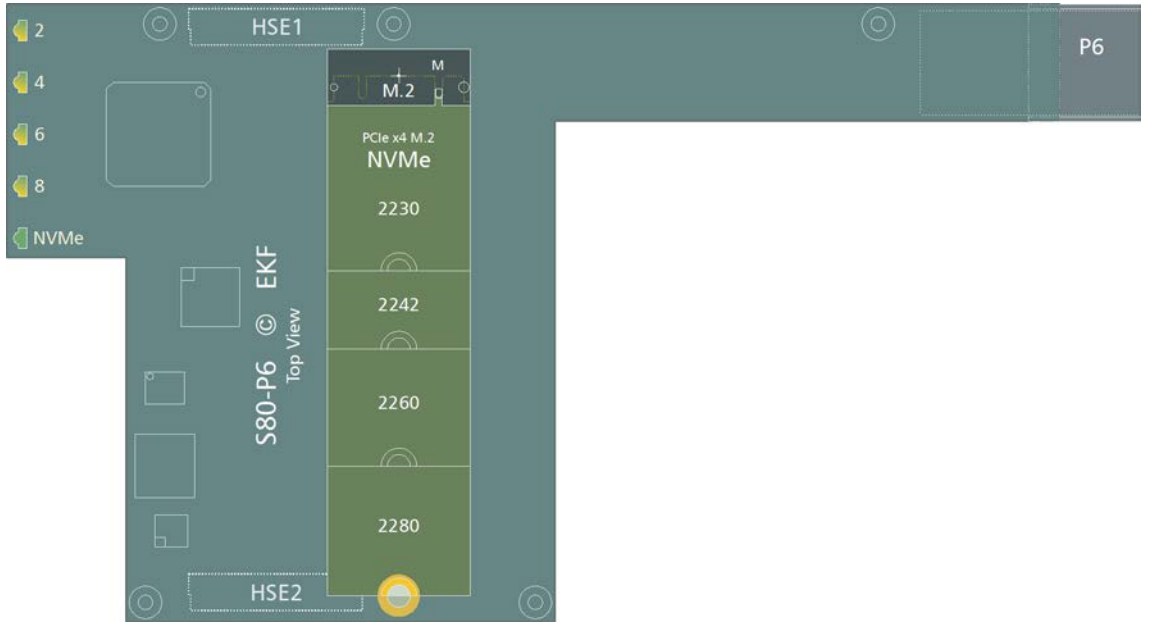 2
4
6
8
NVMe
HSE1
M
M.2
PCIe x4 M.2
NVMe
2230
2242
2260
2280
S80-P6 © EKF
Top View
HSE2
P6